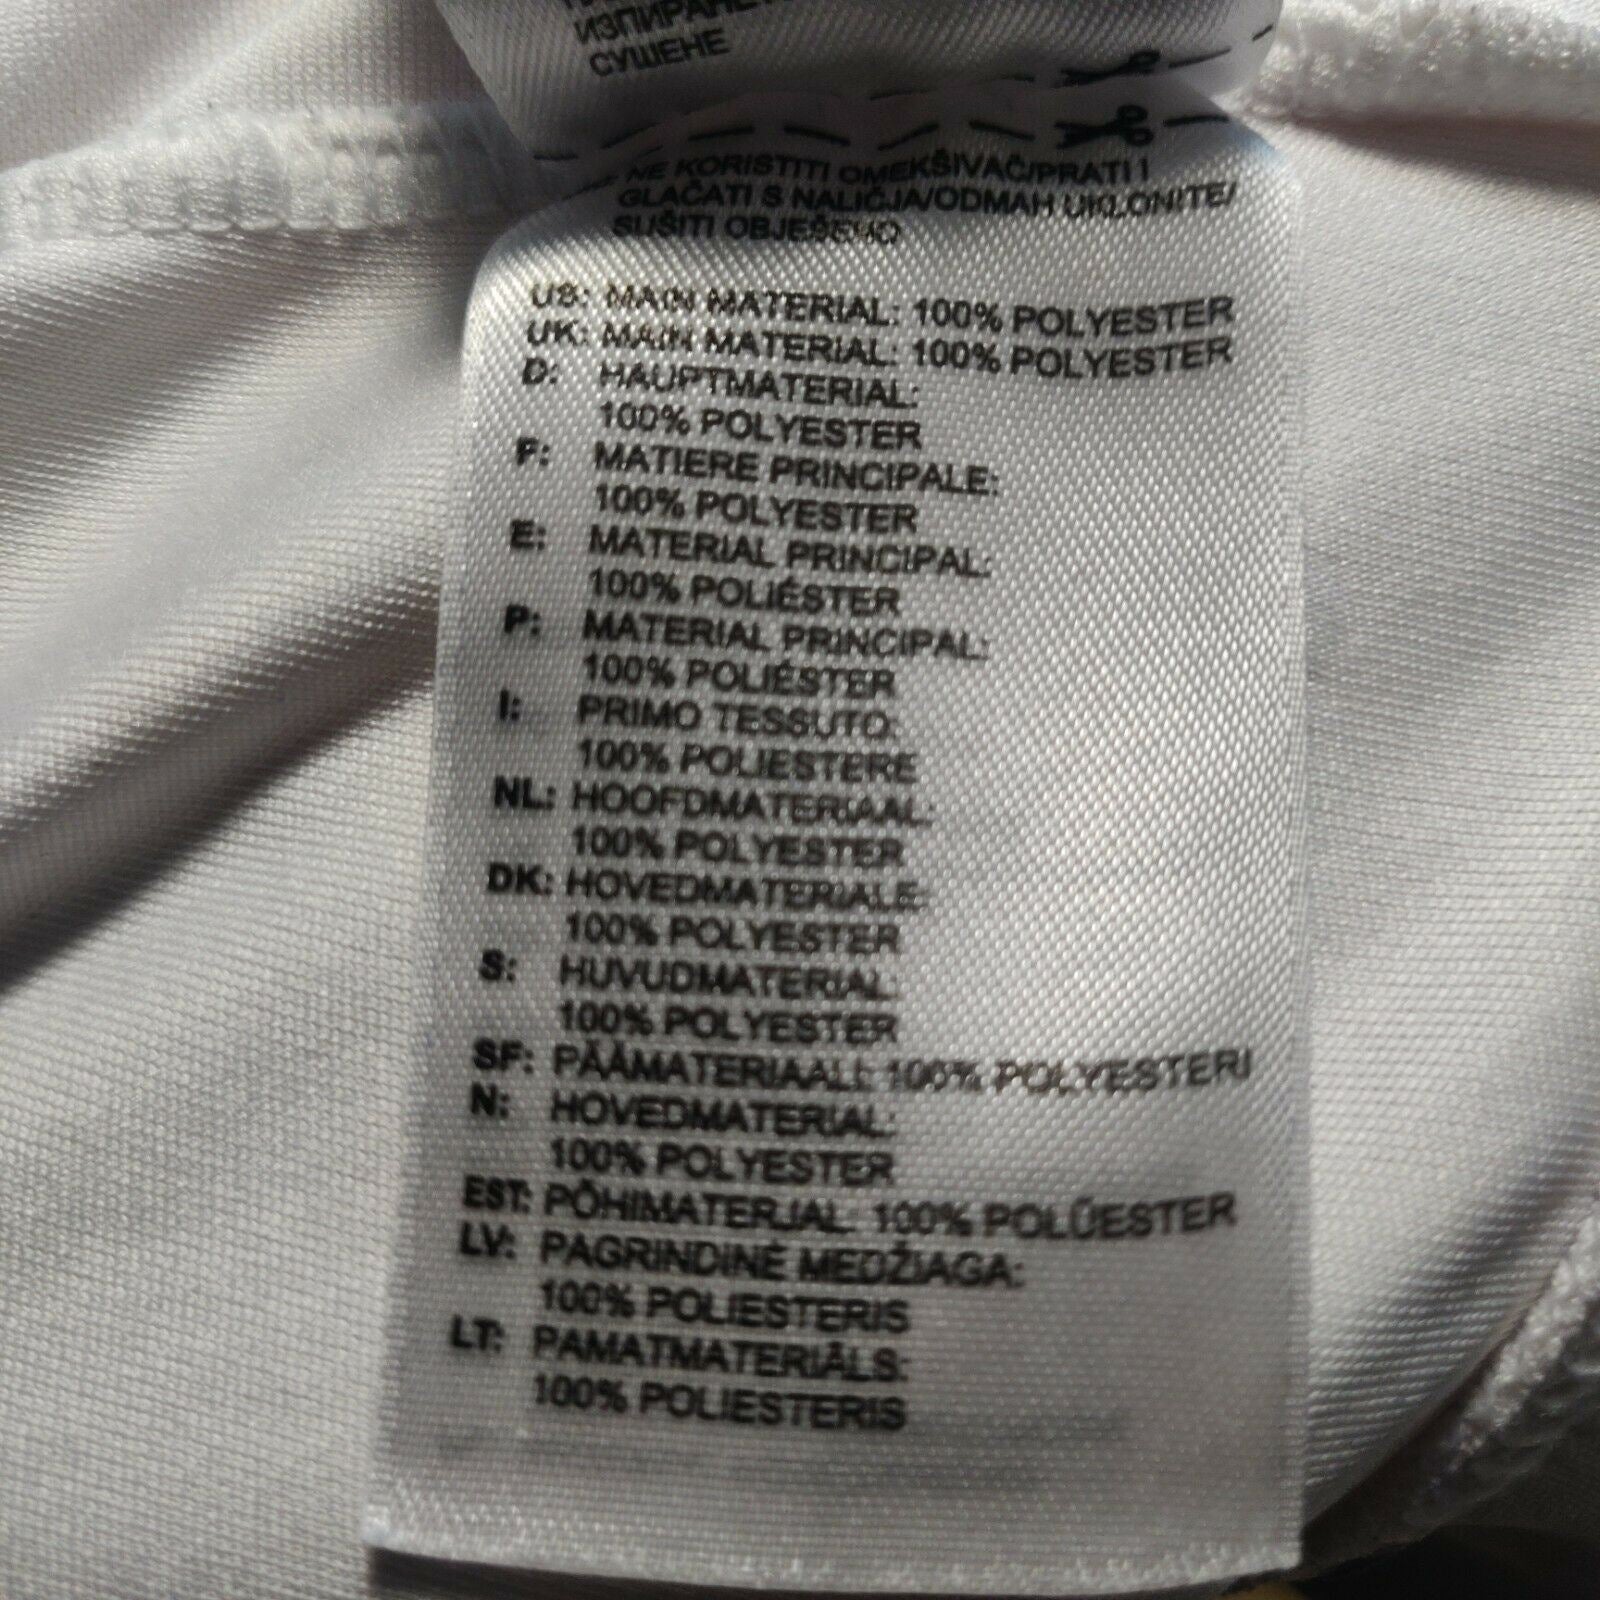 ИЗПИРАНЕ
СУШЕНЕ
NE KORISTITI OMEKŠIVAČ/PRATI I
GLAČATI S NALIČJA/ODMAH UKLONITE/
SUŠITI OBJEŠENO
US: MAIN MATERIAL: 100% POLYESTER
UK: MAIN MATERIAL: 100% POLYESTER
D: HAUPTMATERIAL:
100% POLYESTER
F: MATIERE PRINCIPALE:
100% POLYESTER
E: MATERIAL PRINCIPAL:
100% POLIÉSTER
P: MATERIAL PRINCIPAL:
100% POLIÉSTER
I: PRIMO TESSUTO:
100% POLIESTERE
NL: HOOFDMATERIAAL:
100% POLYESTER
DK: HOVEDMATERIALE:
100% POLYESTER
S: HUVUDMATERIAL:
100% POLYESTER
SF: PÄÄMATERIAALI: 100% POLYESTERI
N: HOVEDMATERIAL:
100% POLYESTER
EST: PÕHIMATERJAL: 100% POLÜESTER
LV: PAGRINDINĖ MEDŽIAGA:
100% POLIESTERIS
LT: PAMATMATERIĀLS:
100% POLIESTERIS